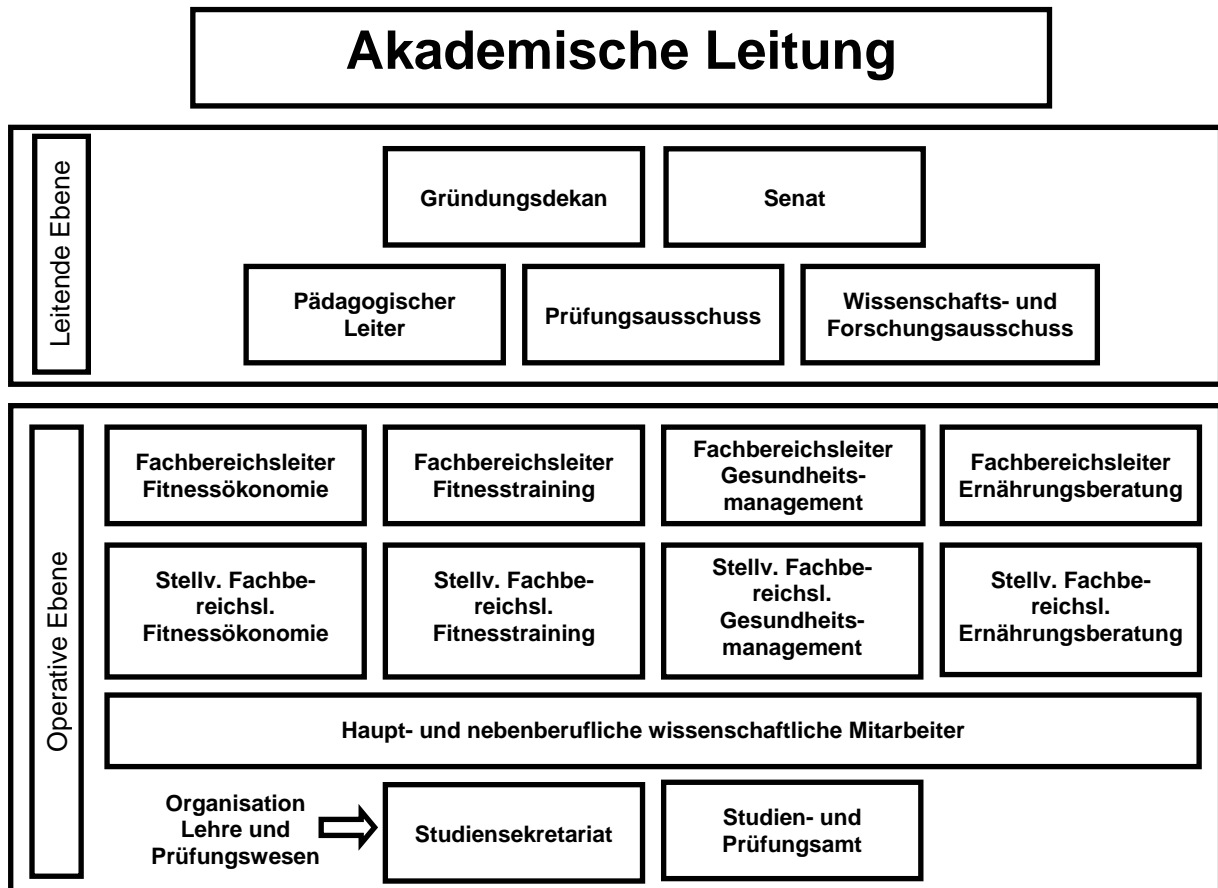 Akademische Leitung
Leitende Ebene
Gründungsdekan
Senat
Pädagogischer
Leiter
Prüfungsausschuss
Wissenschafts- und
Forschungsausschuss
Operative Ebene
Fachbereichsleiter
Fitnessökonomie
Fachbereichsleiter
Fitnesstraining
Fachbereichsleiter
Gesundheits-
management
Fachbereichsleiter
Ernährungsberatung
Stellv. Fachbe-
reichsl.
Fitnessökonomie
Stellv. Fachbe-
reichsl.
Fitnesstraining
Stellv. Fachbe-
reichsl.
Gesundheits-
management
Stellv. Fachbe-
reichsl.
Ernährungsberatung
Haupt- und nebenberufliche wissenschaftliche Mitarbeiter
Organisation
Lehre und
Prüfungswesen
Studiensekretariat
Studien- und
Prüfungsamt